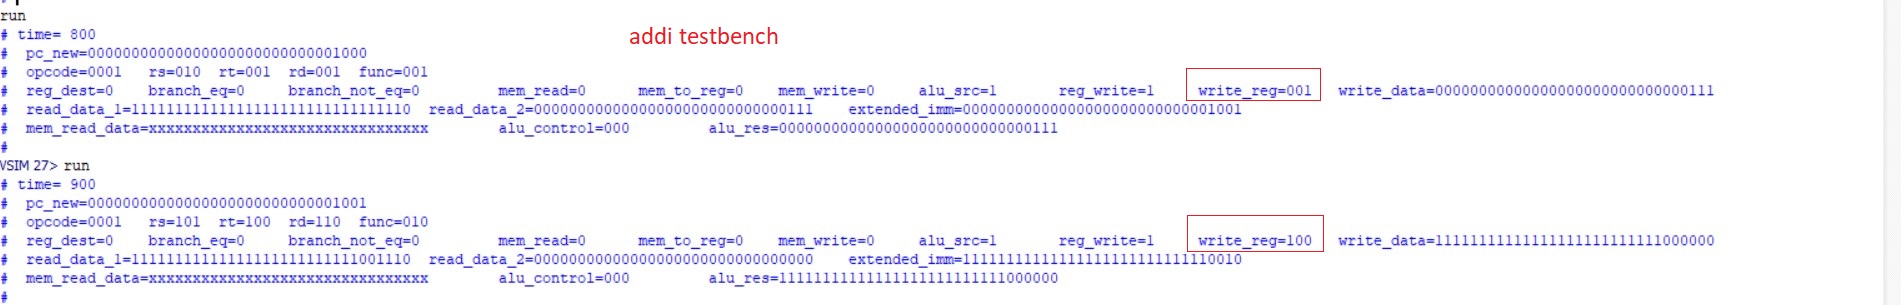 run
# time= 800
# pc_new=00000000000000000000000000001000
# opcode=0001 rs=010 rt=001 rd=001 func=001
# reg_dest=0 branch_eq=0 branch_not_eq=0 mem_read=0 mem_to_reg=0 mem_write=0 alu_src=1 reg_write=1 write_reg=001 write_data=00000000000000000000000000000111
# read_data_1=11111111111111111111111111111110 read_data_2=00000000000000000000000000000111 extended_imm=00000000000000000000000000001001
# mem_read_data=xxxxxxxxxxxxxxxxxxxxxxxxxxxxxxxx alu_control=000 alu_res=00000000000000000000000000000111
#
addi testbench
VSIM 27> run
# time= 900
# pc_new=00000000000000000000000000001001
# opcode=0001 rs=101 rt=100 rd=110 func=010
# reg_dest=0 branch_eq=0 branch_not_eq=0 mem_read=0 mem_to_reg=0 mem_write=0 alu_src=1 reg_write=1 write_reg=100 write_data=11111111111111111111111111000000
# read_data_1=11111111111111111111111111001110 read_data_2=00000000000000000000000000000000 extended_imm=11111111111111111111111111110010
# mem_read_data=xxxxxxxxxxxxxxxxxxxxxxxxxxxxxxxx alu_control=000 alu_res=11111111111111111111111111000000
#